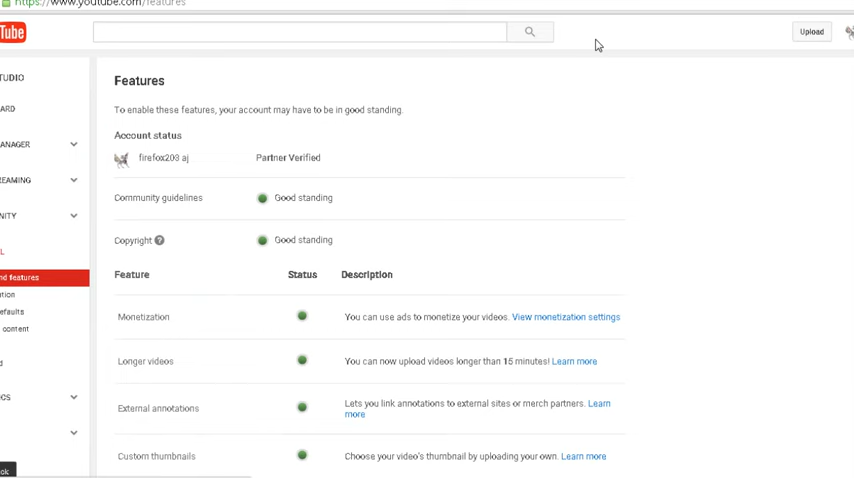 https://www.youtube.com/features
Tube
Upload
TUDIO
ARD
ANAGER
REAMING
NITY
L
nd features
tion
efaults
content
d
ICS
ok
Features
To enable these features, your account may have to be in good standing.
Account status
firefox203 aj Partner Verified
Community guidelines Good standing
Copyright ? Good standing
Feature Status Description
Monetization You can use ads to monetize your videos. View monetization settings
Longer videos You can now upload videos longer than 15 minutes! Learn more
External annotations Lets you link annotations to external sites or merch partners. Learn
more
Custom thumbnails Choose your video's thumbnail by uploading your own. Learn more